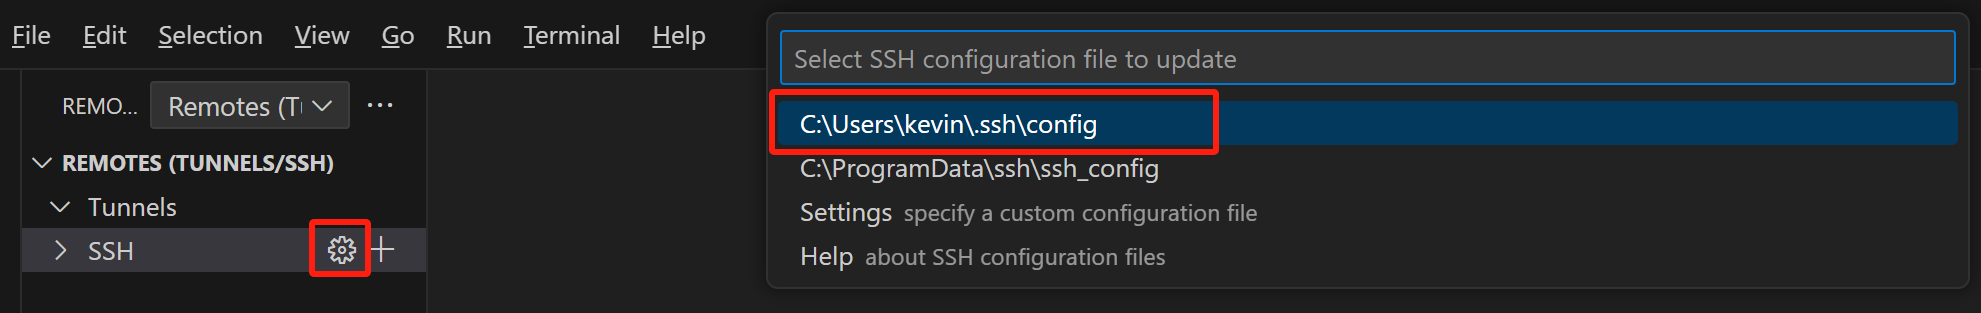 File Edit Selection View Go Run Terminal Help
REMO... Remotes (T
REMOTES (TUNNELS/SSH)
Tunnels
SSH
Select SSH configuration file to update
C:\Users\kevin\.ssh\config
C:\ProgramData\ssh\ssh_config
Settings specify a custom configuration file
Help about SSH configuration files